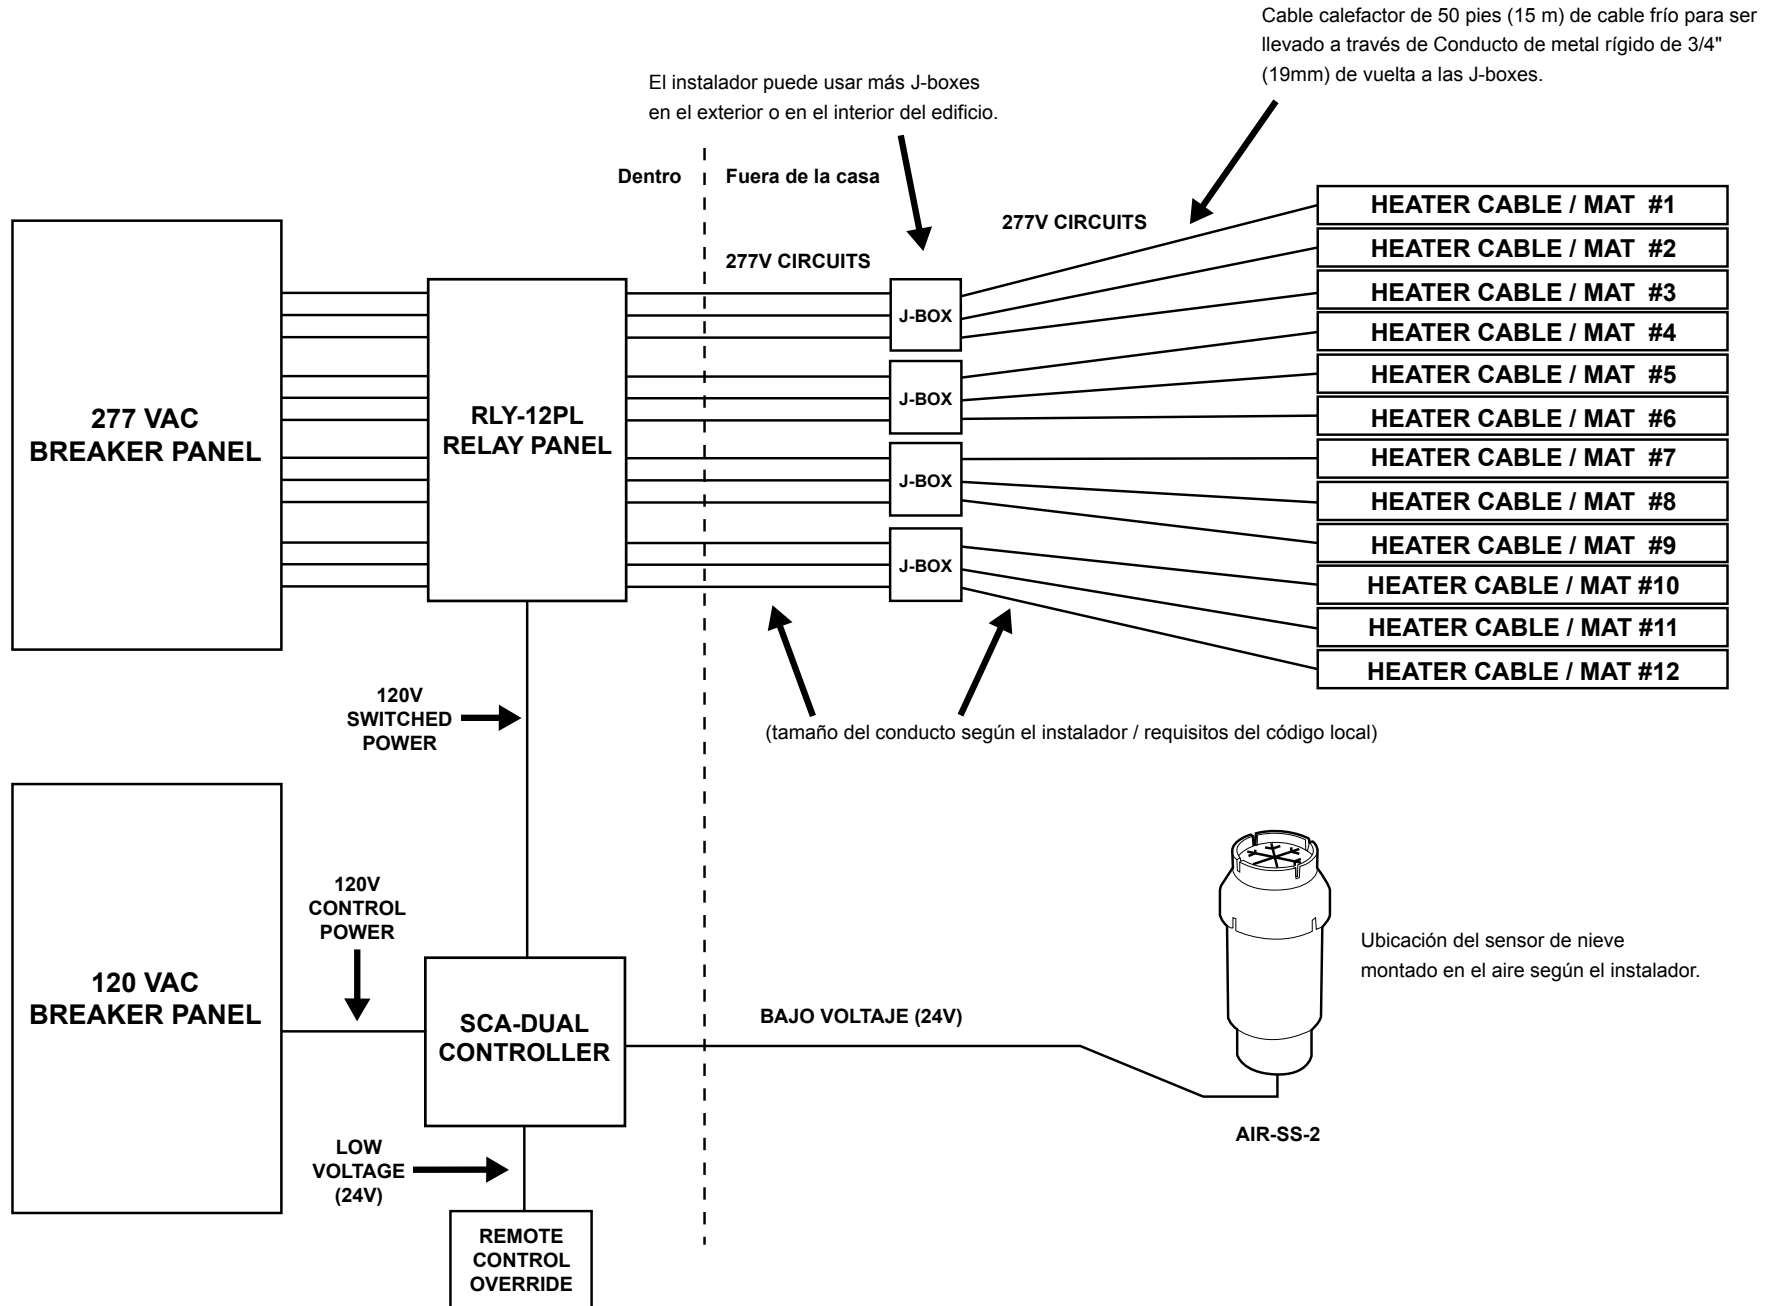 Cable calefactor de 50 pies (15 m) de cable frío para ser
llevado a través de Conducto de metal rígido de 3/4"
(19mm) de vuelta a las J-boxes.
El instalador puede usar más J-boxes
en el exterior o en el interior del edificio.
Dentro
Fuera de la casa
277V CIRCUITS
277V CIRCUITS
HEATER CABLE / MAT #1
HEATER CABLE / MAT #2
HEATER CABLE / MAT #3
HEATER CABLE / MAT #4
HEATER CABLE / MAT #5
HEATER CABLE / MAT #6
HEATER CABLE / MAT #7
HEATER CABLE / MAT #8
HEATER CABLE / MAT #9
HEATER CABLE / MAT #10
HEATER CABLE / MAT #11
HEATER CABLE / MAT #12
J-BOX
J-BOX
J-BOX
J-BOX
277 VAC
BREAKER PANEL
RLY-12PL
RELAY PANEL
120V
SWITCHED
POWER
(tamaño del conducto según el instalador / requisitos del código local)
120V
CONTROL
POWER
120 VAC
BREAKER PANEL
SCA-DUAL
CONTROLLER
BAJO VOLTAJE (24V)
Ubicación del sensor de nieve
montado en el aire según el instalador.
AIR-SS-2
LOW
VOLTAGE
(24V)
REMOTE
CONTROL
OVERRIDE